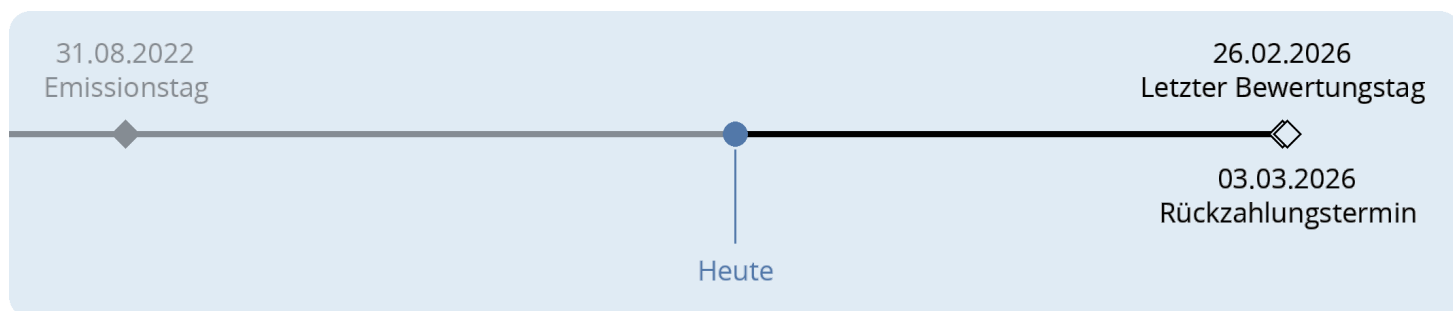 31.08.2022
Emissionstag
26.02.2026
Letzter Bewertungstag
03.03.2026
Rückzahlungstermin
Heute